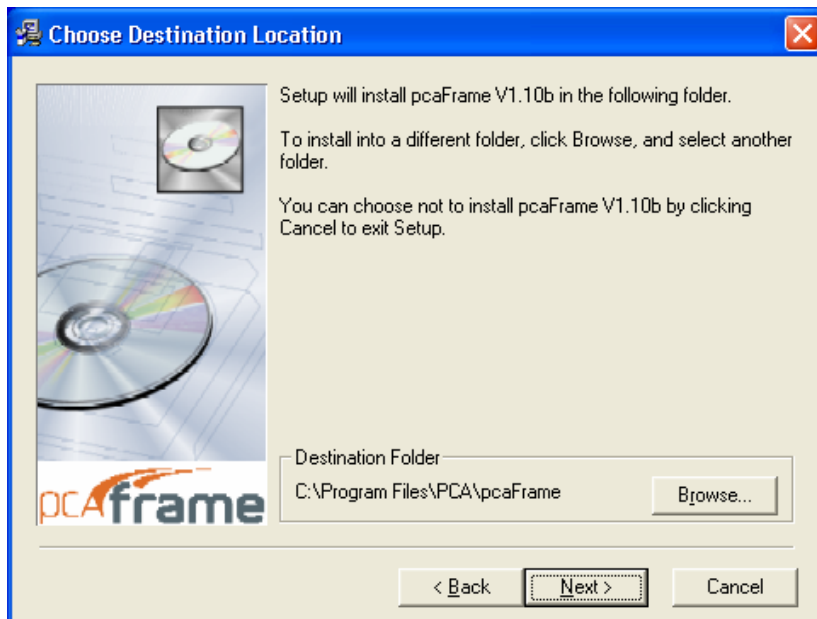 Choose Destination Location
Setup will install pcaFrame V1.10b in the following folder.
To install into a different folder, click Browse, and select another
folder.
You can choose not to install pcaFrame V1.10b by clicking
Cancel to exit Setup.
Destination Folder
C:\Program Files\PCA\pcaFrame
Browse...
pcaframe
< Back
Next >
Cancel